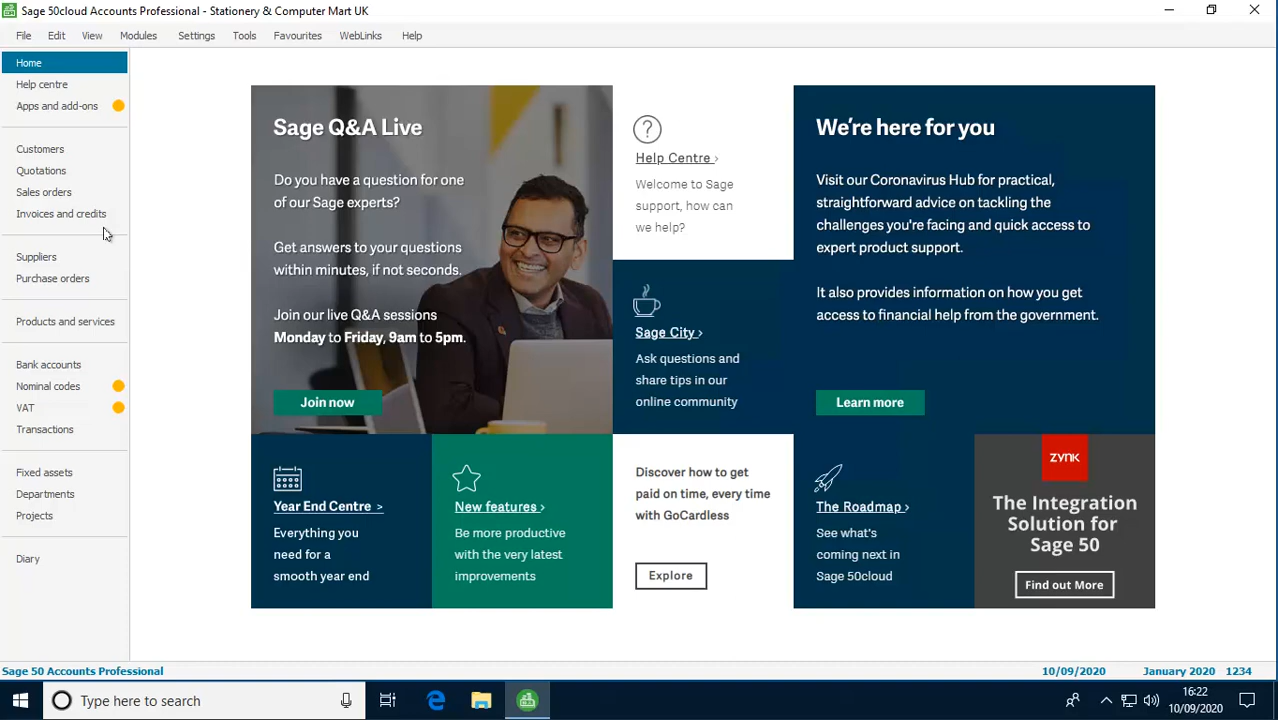 Sage 50cloud Accounts Professional - Stationery & Computer Mart UK
File Edit View Modules Settings Tools Favourites WebLinks Help
Home
Help centre
Apps and add-ons
Customers
Quotations
Sales orders
Invoices and credits
Suppliers
Purchase orders
Products and services
Bank accounts
Nominal codes
VAT
Transactions
Fixed assets
Departments
Projects
Diary
Sage Q&A Live
Do you have a question for one
of our Sage experts?
Get answers to your questions
within minutes, if not seconds.
Join our live Q&A sessions
Monday to Friday, 9am to 5pm.
Join now
Help Centre >
Welcome to Sage
support, how can
we help?
Sage City >
Ask questions and
share tips in our
online community
We're here for you
Visit our Coronavirus Hub for practical,
straightforward advice on tackling the
challenges you're facing and quick access to
expert product support.
It also provides information on how you get
access to financial help from the government.
Learn more
Year End Centre >
Everything you
need for a
smooth year end
New features >
Be more productive
with the very latest
improvements
Discover how to get
paid on time, every time
with GoCardless
Explore
The Roadmap >
See what's
coming next in
Sage 50cloud
ZYNK
The Integration
Solution for
Sage 50
Find out More
Sage 50 Accounts Professional 10/09/2020 January 2020 1234
Type here to search
16:22
10/09/2020